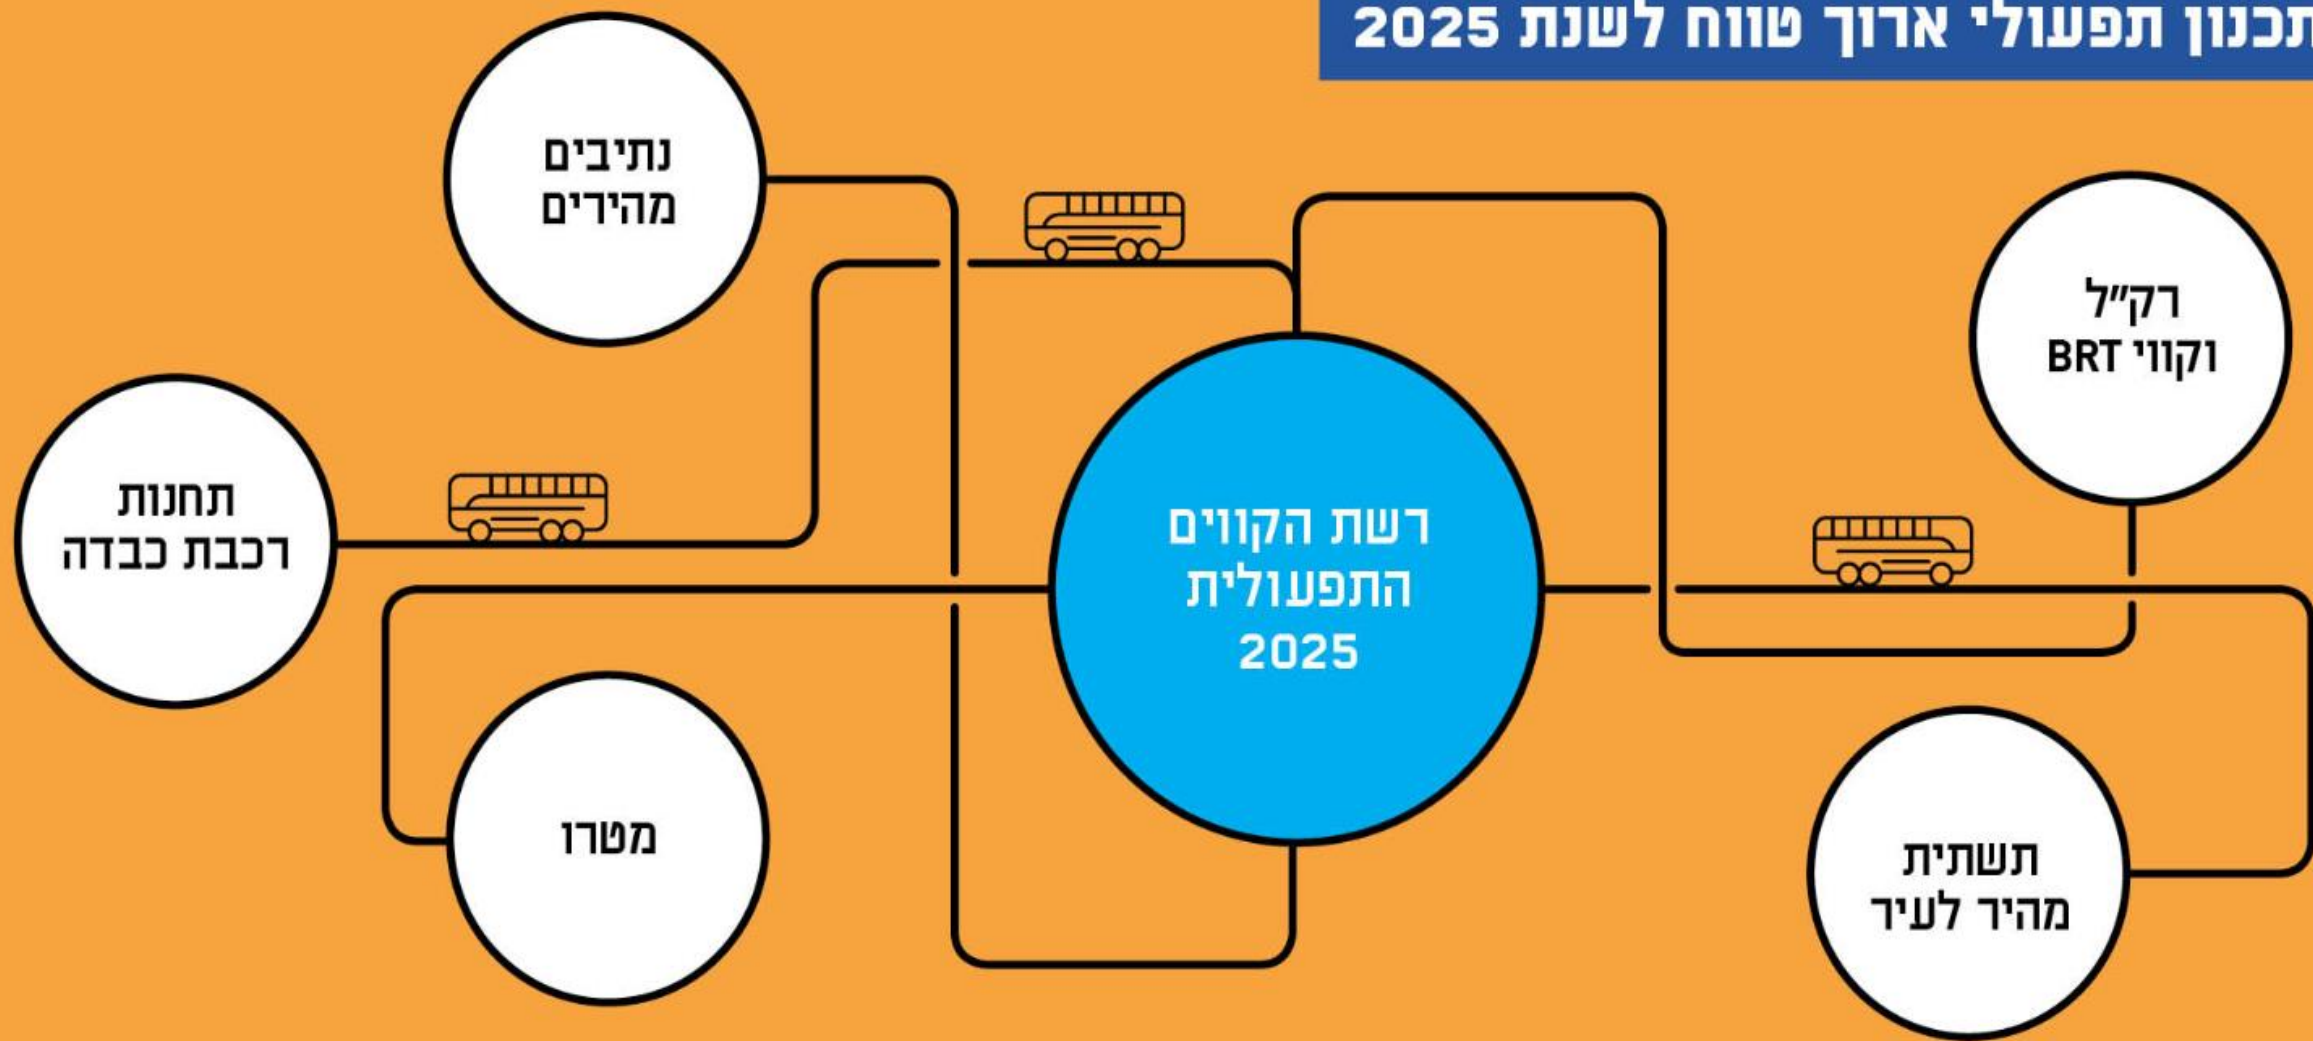 תכנון תפעולי ארוך טווח לשנת 2025
נתיבים
מהירים
רק״ל
וקווי BRT
תחנות
רכבת כבדה
רשת הקווים
התפעולית
2025
מטרו
תשתית
מהיר לעיר